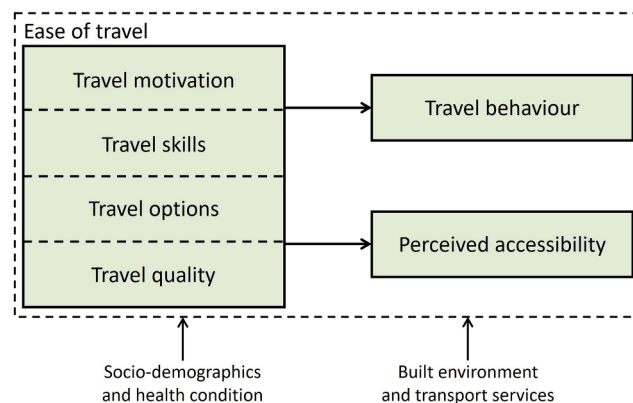 Ease of travel
Travel motivation
Travel skills
Travel options
Travel quality
Travel behaviour
Perceived accessibility
Socio-demographics
and health condition
Built environment
and transport services